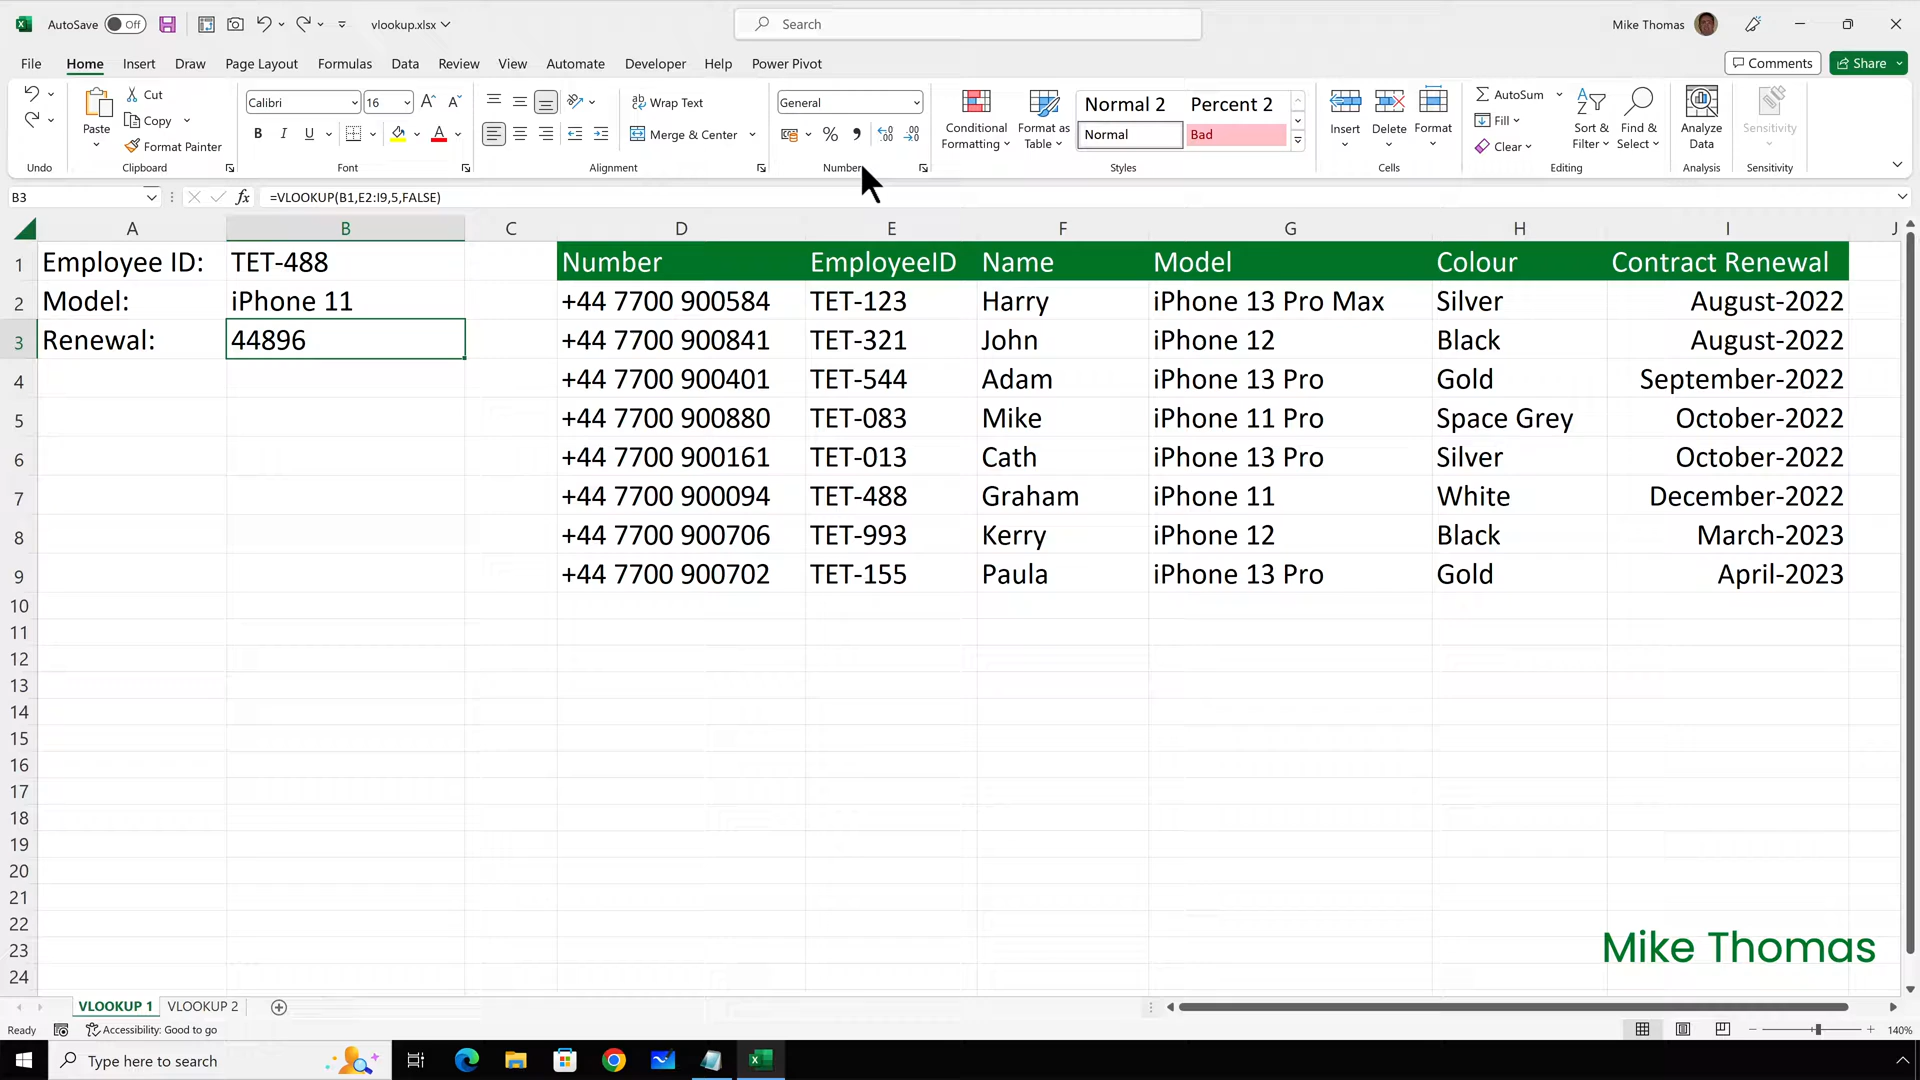 AutoSave Off vlookup.xlsx Search Mike Thomas
File Home Insert Draw Page Layout Formulas Data Review View Automate Developer Help Power Pivot Comments Share
Paste Cut Copy Format Painter
Calibri 16 B I U
Wrap Text Merge & Center
General % 9
Conditional Formatting Format as Table Normal 2 Percent 2 Normal Bad
Insert Delete Format
AutoSum Fill Clear Sort & Filter Find & Select
Analyze Data Sensitivity
Undo Clipboard Font Alignment Number Styles Cells Editing Analysis Sensitivity
B3 fx =VLOOKUP(B1,E2:I9,5,FALSE)
A B C D E F G H I J
1 Employee ID: TET-488 Number EmployeeID Name Model Colour Contract Renewal
2 Model: iPhone 11 +44 7700 900584 TET-123 Harry iPhone 13 Pro Max Silver August-2022
3 Renewal: 44896 +44 7700 900841 TET-321 John iPhone 12 Black August-2022
4 +44 7700 900401 TET-544 Adam iPhone 13 Pro Gold September-2022
5 +44 7700 900880 TET-083 Mike iPhone 11 Pro Space Grey October-2022
6 +44 7700 900161 TET-013 Cath iPhone 13 Pro Silver October-2022
7 +44 7700 900094 TET-488 Graham iPhone 11 White December-2022
8 +44 7700 900706 TET-993 Kerry iPhone 12 Black March-2023
9 +44 7700 900702 TET-155 Paula iPhone 13 Pro Gold April-2023
10
11
12
13
14
15
16
17
18
19
20
21
22
23 Mike Thomas
24
VLOOKUP 1 VLOOKUP 2
Ready Accessibility: Good to go 140%
Type here to search